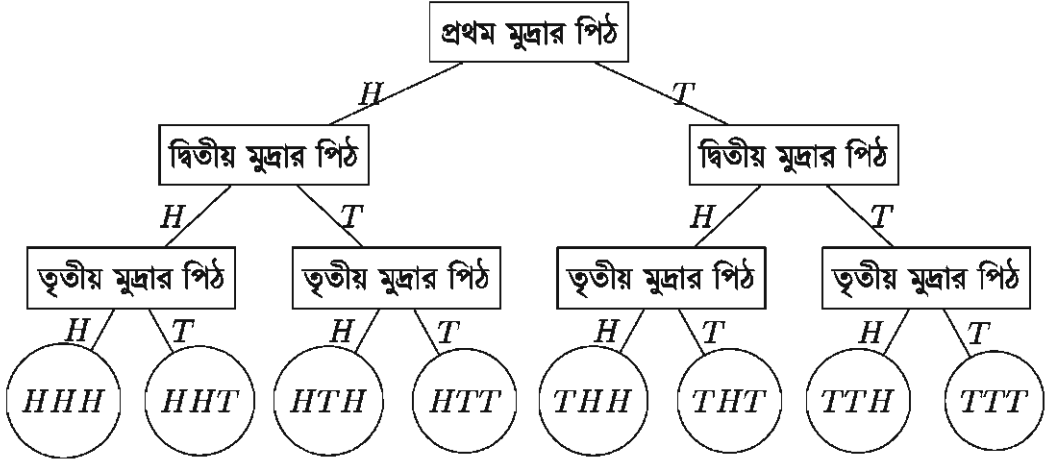 প্রথম মুদ্রার পিঠ
H T
দ্বিতীয় মুদ্রার পিঠ দ্বিতীয় মুদ্রার পিঠ
H T H T
তৃতীয় মুদ্রার পিঠ তৃতীয় মুদ্রার পিঠ তৃতীয় মুদ্রার পিঠ তৃতীয় মুদ্রার পিঠ
H T H T H T H T
HHH HHT HTH HTT THH THT TTH TTT